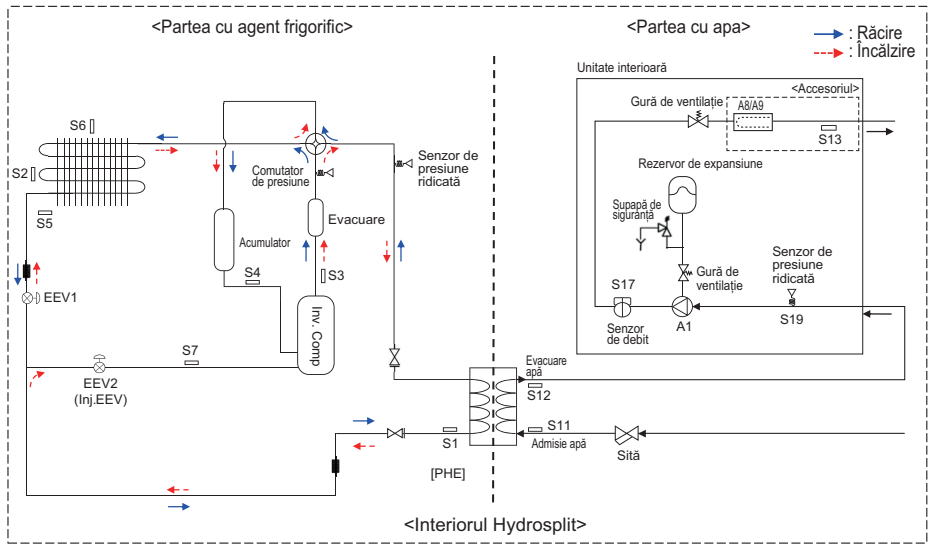 <Partea cu agent frigorific>
<Partea cu apa>
: Răcire
: Încălzire
Unitate interioară
<Accesoriul>
Gură de ventilație
A8/A9
S13
S6
S2
S5
Comutator
de presiune
Senzor de
presiune
ridicată
Rezervor de expansiune
Supapă de
siguranță
Evacuare
Acumulator
S4
S3
Inv. Comp
EEV1
S7
EEV2
(Inj.EEV)
Gură de
ventilație
S17
Senzor
de debit
A1
Senzor de
presiune
ridicată
S19
Evacuare
apă
S12
S1
S11
Admisie apă
Sită
[PHE]
<Interiorul Hydrosplit>